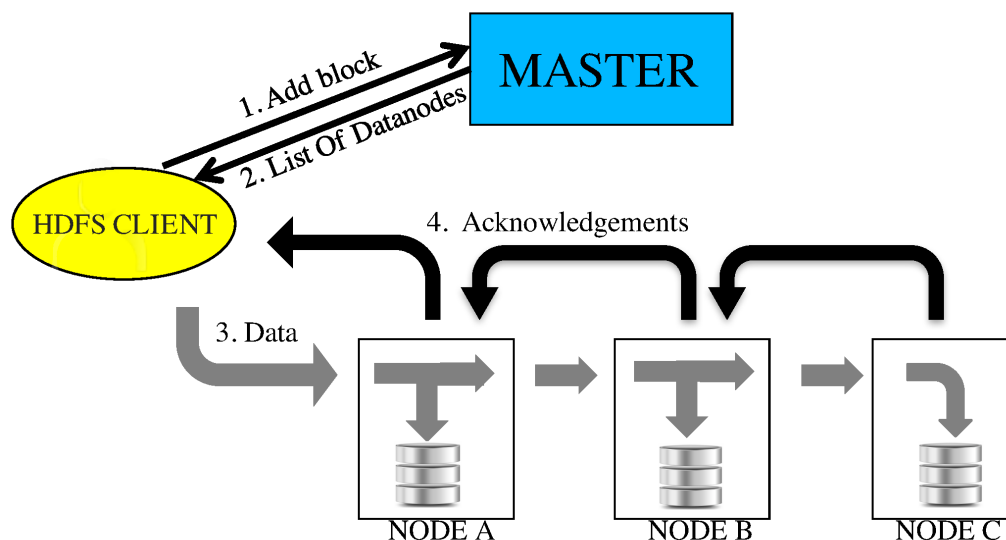 MASTER
1. Add block
2. List Of Datanodes
HDFS CLIENT
4. Acknowledgements
3. Data
NODE A
NODE B
NODE C